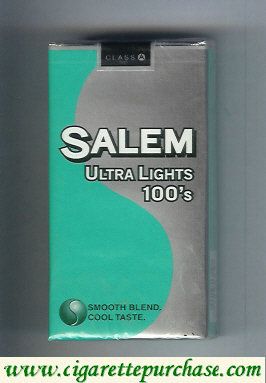 CLASS A
SALEM
ULTRA LIGHTS
100's
SMOOTH BLEND.
COOL TASTE.
www.cigarettepurchase.com